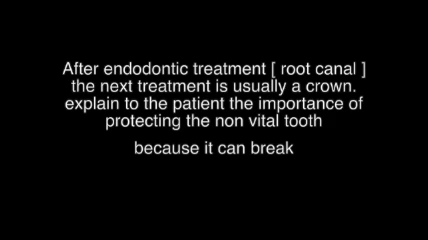 After endodontic treatment [ root canal ]
the next treatment is usually a crown.
explain to the patient the importance of
protecting the non vital tooth
because it can break